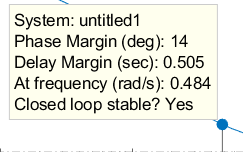 System: untitled1
Phase Margin (deg): 14
Delay Margin (sec): 0.505
At frequency (rad/s): 0.484
Closed loop stable? Yes